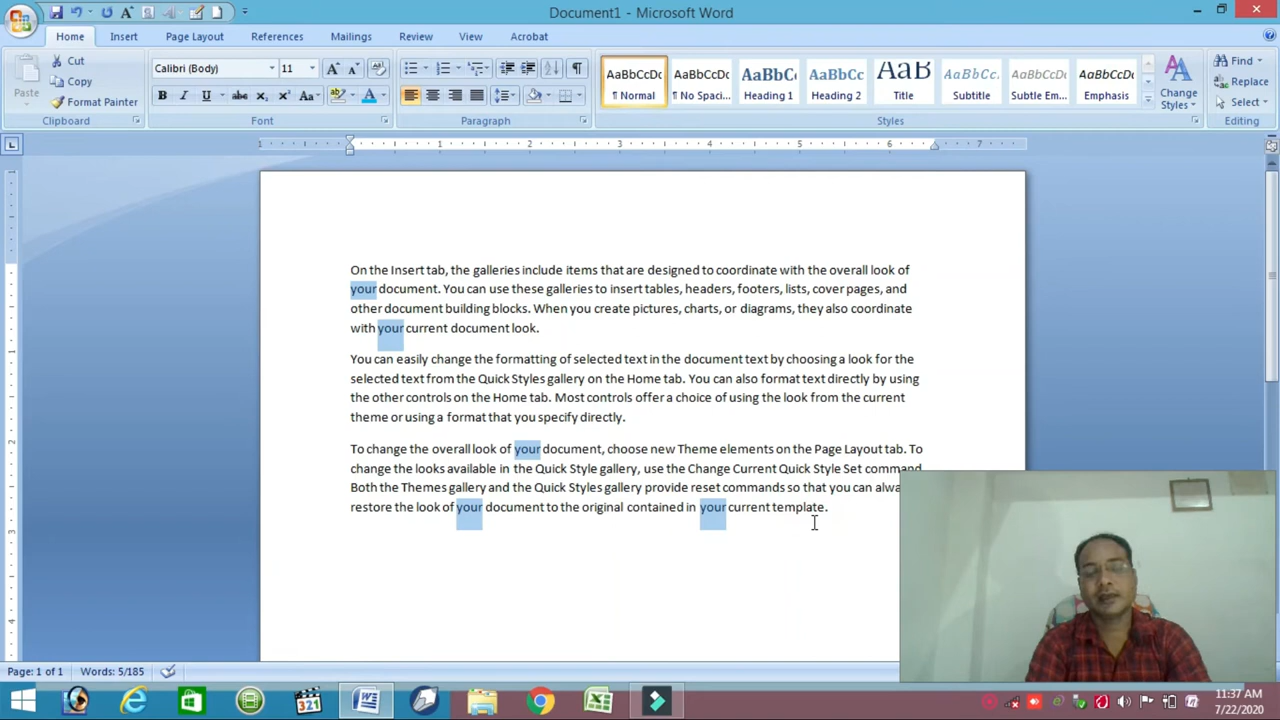 Document1 - Microsoft Word
Home Insert Page Layout References Mailings Review View Acrobat
Paste
Cut
Copy
Format Painter
Clipboard
Calibri (Body) 11
Font
Paragraph
AaBbCcDc AaBbCcDc AaBbC AaBbCc AaB AaBbCc. AaBbCcDc AaBbCcDc
¶ Normal ¶ No Spaci... Heading 1 Heading 2 Title Subtitle Subtle Em... Emphasis
Change
Styles
Styles
Find
Replace
Select
Editing
1 1 2 3 4 5 6 7
On the Insert tab, the galleries include items that are designed to coordinate with the overall look of
your document. You can use these galleries to insert tables, headers, footers, lists, cover pages, and
other document building blocks. When you create pictures, charts, or diagrams, they also coordinate
with your current document look.
You can easily change the formatting of selected text in the document text by choosing a look for the
selected text from the Quick Styles gallery on the Home tab. You can also format text directly by using
the other controls on the Home tab. Most controls offer a choice of using the look from the current
theme or using a format that you specify directly.
To change the overall look of your document, choose new Theme elements on the Page Layout tab. To
change the looks available in the Quick Style gallery, use the Change Current Quick Style Set command
Both the Themes gallery and the Quick Styles gallery provide reset commands so that you can alwa
restore the look of your document to the original contained in your current template.
Page: 1 of 1 Words: 5/185
321
11:37 AM
7/22/2020